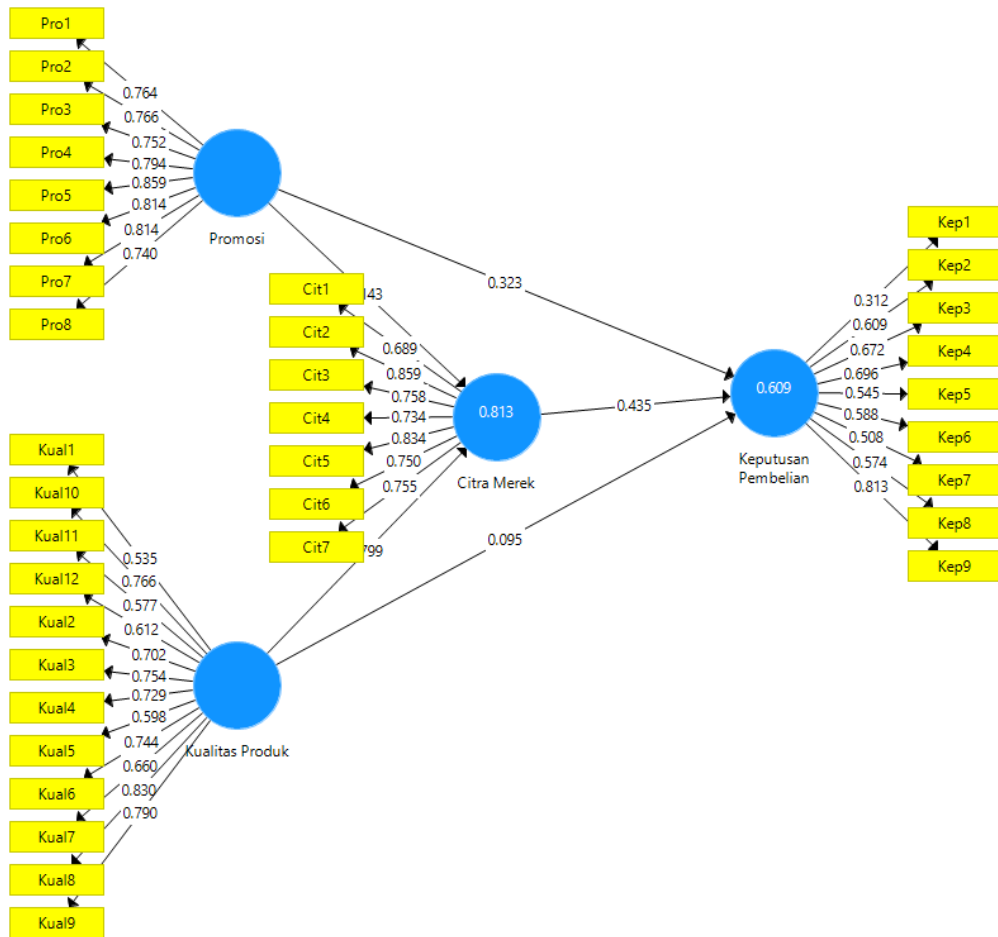 Pro1
Pro2
Pro3
Pro4
Pro5
Pro6
Pro7
Pro8
0.764
0.766
0.752
0.794
0.859
0.814
0.814
0.740
Promosi
0.323
Cit1
Cit2
Cit3
Cit4
Cit5
Cit6
Cit7
0.689
0.859
0.758
0.734
0.834
0.750
0.755
0.813
Citra Merek
0.435
0.609
Keputusan
Pembelian
0.312
0.609
0.672
0.696
0.545
0.588
0.508
0.574
0.813
Kep1
Kep2
Kep3
Kep4
Kep5
Kep6
Kep7
Kep8
Kep9
0.095
Kual1
Kual10
Kual11
Kual12
Kual2
Kual3
Kual4
Kual5
Kual6
Kual7
Kual8
Kual9
0.535
0.766
0.577
0.612
0.702
0.754
0.729
0.598
0.744
0.660
0.830
0.790
Kualitas Produk